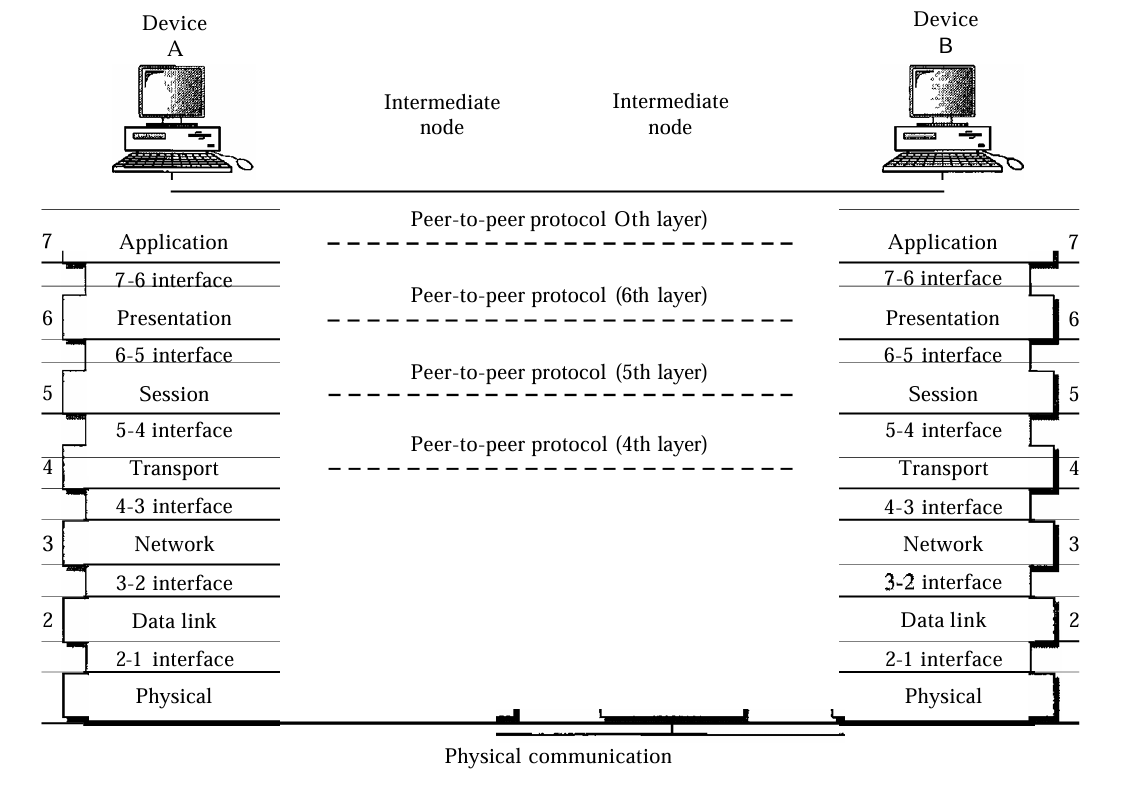 Device
A
Device
B
Intermediate
node
Intermediate
node
Peer-to-peer protocol Oth layer)
7 Application Application 7
7-6 interface 7-6 interface
Peer-to-peer protocol (6th layer)
6 Presentation Presentation 6
6-5 interface 6-5 interface
Peer-to-peer protocol (5th layer)
5 Session Session 5
5-4 interface 5-4 interface
Peer-to-peer protocol (4th layer)
4 Transport Transport 4
4-3 interface 4-3 interface
3 Network Network 3
3-2 interface 3-2 interface
2 Data link Data link 2
2-1 interface 2-1 interface
Physical Physical
Physical communication